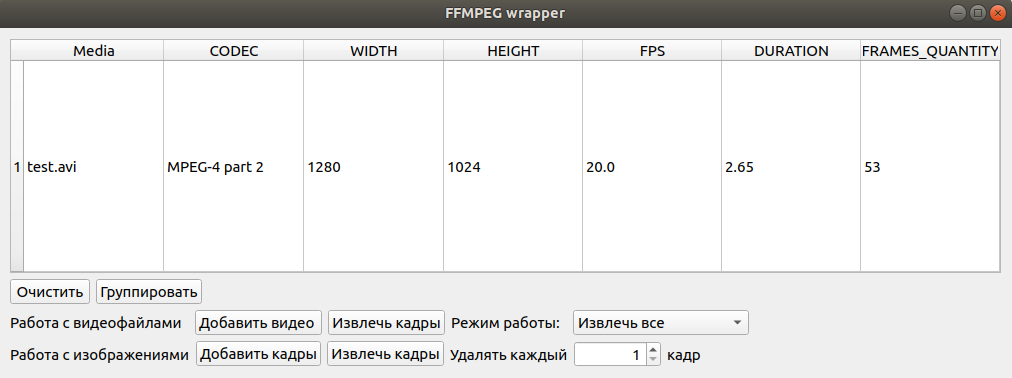 FFMPEG wrapper
Media CODEC WIDTH HEIGHT FPS DURATION FRAMES_QUANTITY
1 test.avi MPEG-4 part 2 1280 1024 20.0 2.65 53
Очистить Группировать
Работа с видеофайлами Добавить видео Извлечь кадры Режим работы: Извлечь все
Работа с изображениями Добавить кадры Извлечь кадры Удалять каждый 1 кадр